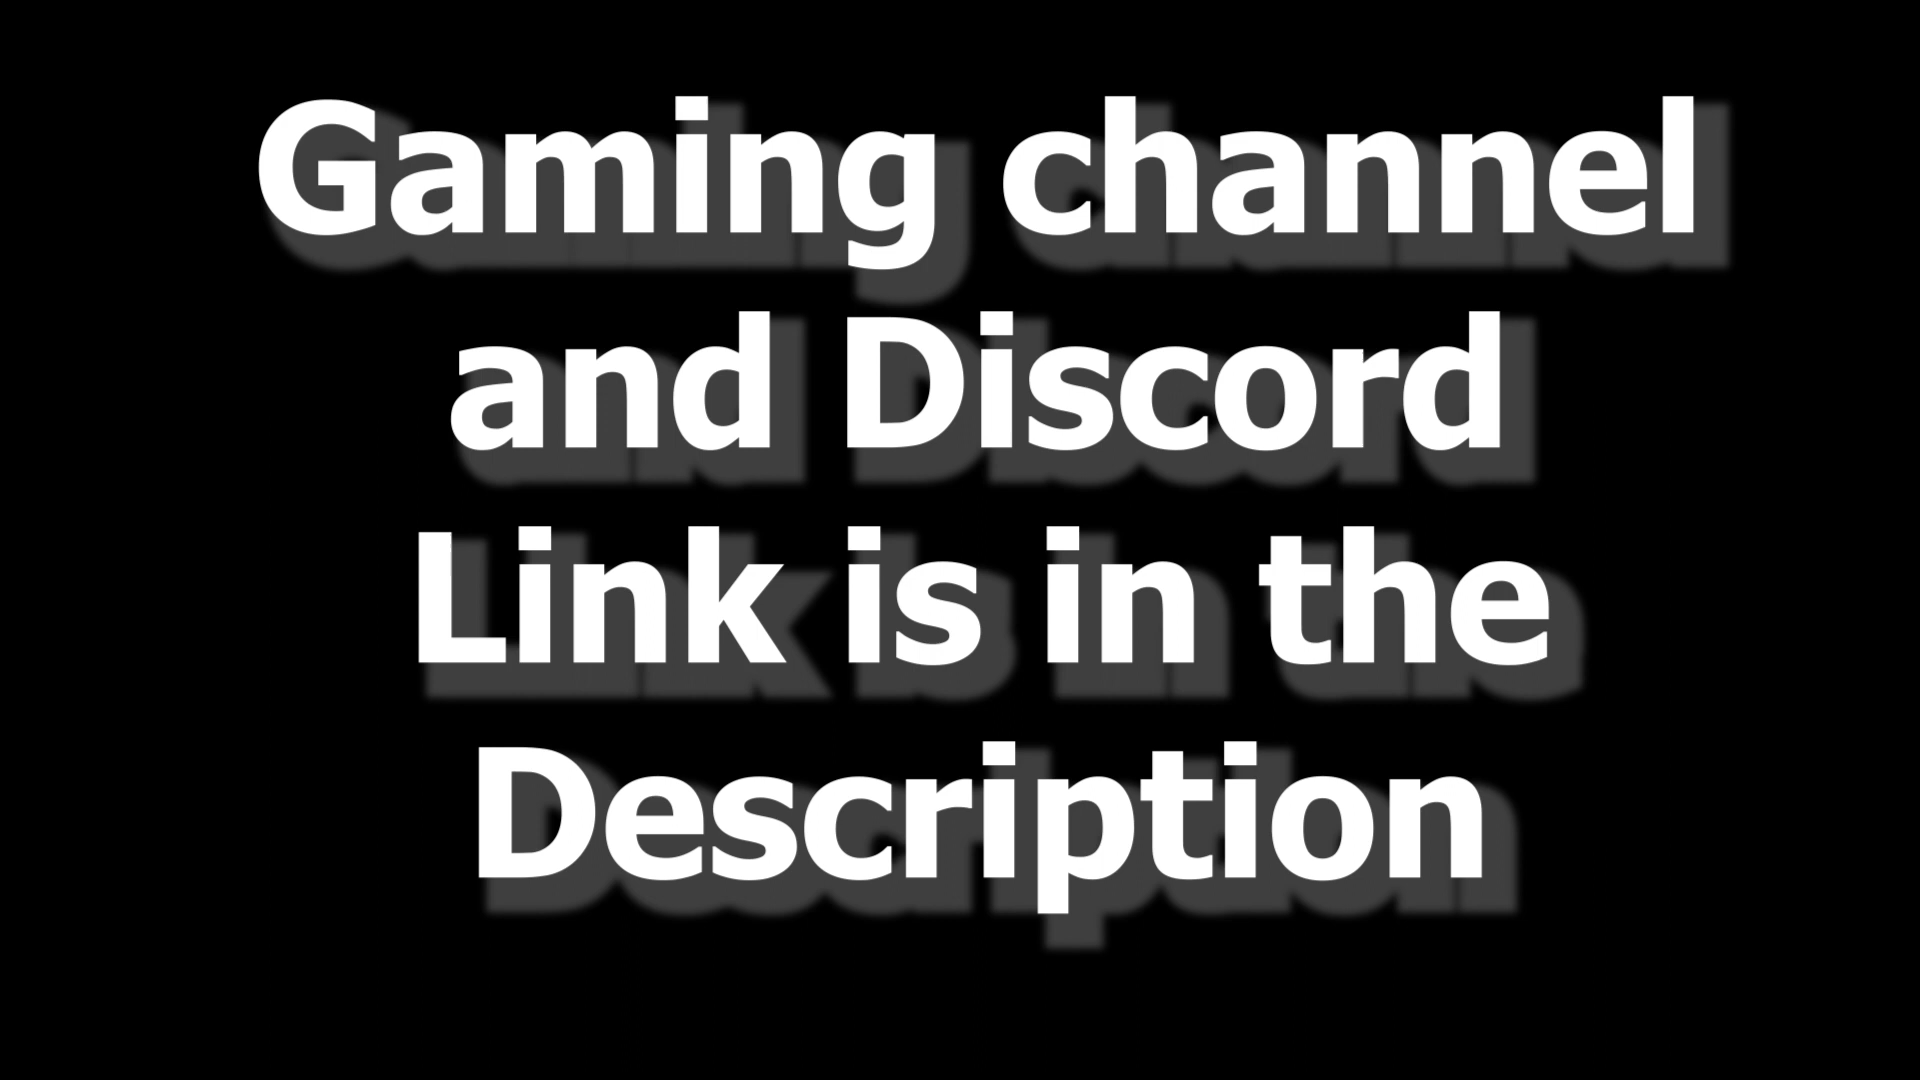 Gaming channel
and Discord
Link is in the
Description